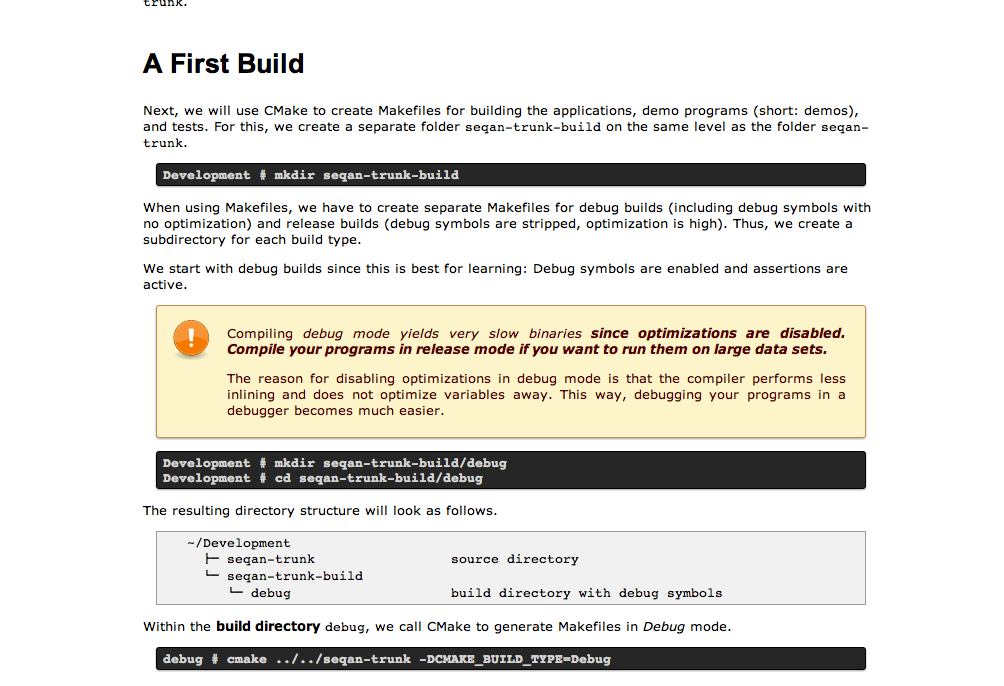 trunk.
A First Build
Next, we will use CMake to create Makefiles for building the applications, demo programs (short: demos),
and tests. For this, we create a separate folder seqan-trunk-build on the same level as the folder seqan-
trunk.
Development # mkdir seqan-trunk-build
When using Makefiles, we have to create separate Makefiles for debug builds (including debug symbols with
no optimization) and release builds (debug symbols are stripped, optimization is high). Thus, we create a
subdirectory for each build type.
We start with debug builds since this is best for learning: Debug symbols are enabled and assertions are
active.
Compiling debug mode yields very slow binaries since optimizations are disabled.
Compile your programs in release mode if you want to run them on large data sets.
The reason for disabling optimizations in debug mode is that the compiler performs less
inlining and does not optimize variables away. This way, debugging your programs in a
debugger becomes much easier.
Development # mkdir seqan-trunk-build/debug
Development # cd seqan-trunk-build/debug
The resulting directory structure will look as follows.
~/Development
├─ seqan-trunk source directory
└─ seqan-trunk-build
└─ debug build directory with debug symbols
Within the build directory debug, we call CMake to generate Makefiles in Debug mode.
debug # cmake ../../seqan-trunk -DCMAKE_BUILD_TYPE=Debug